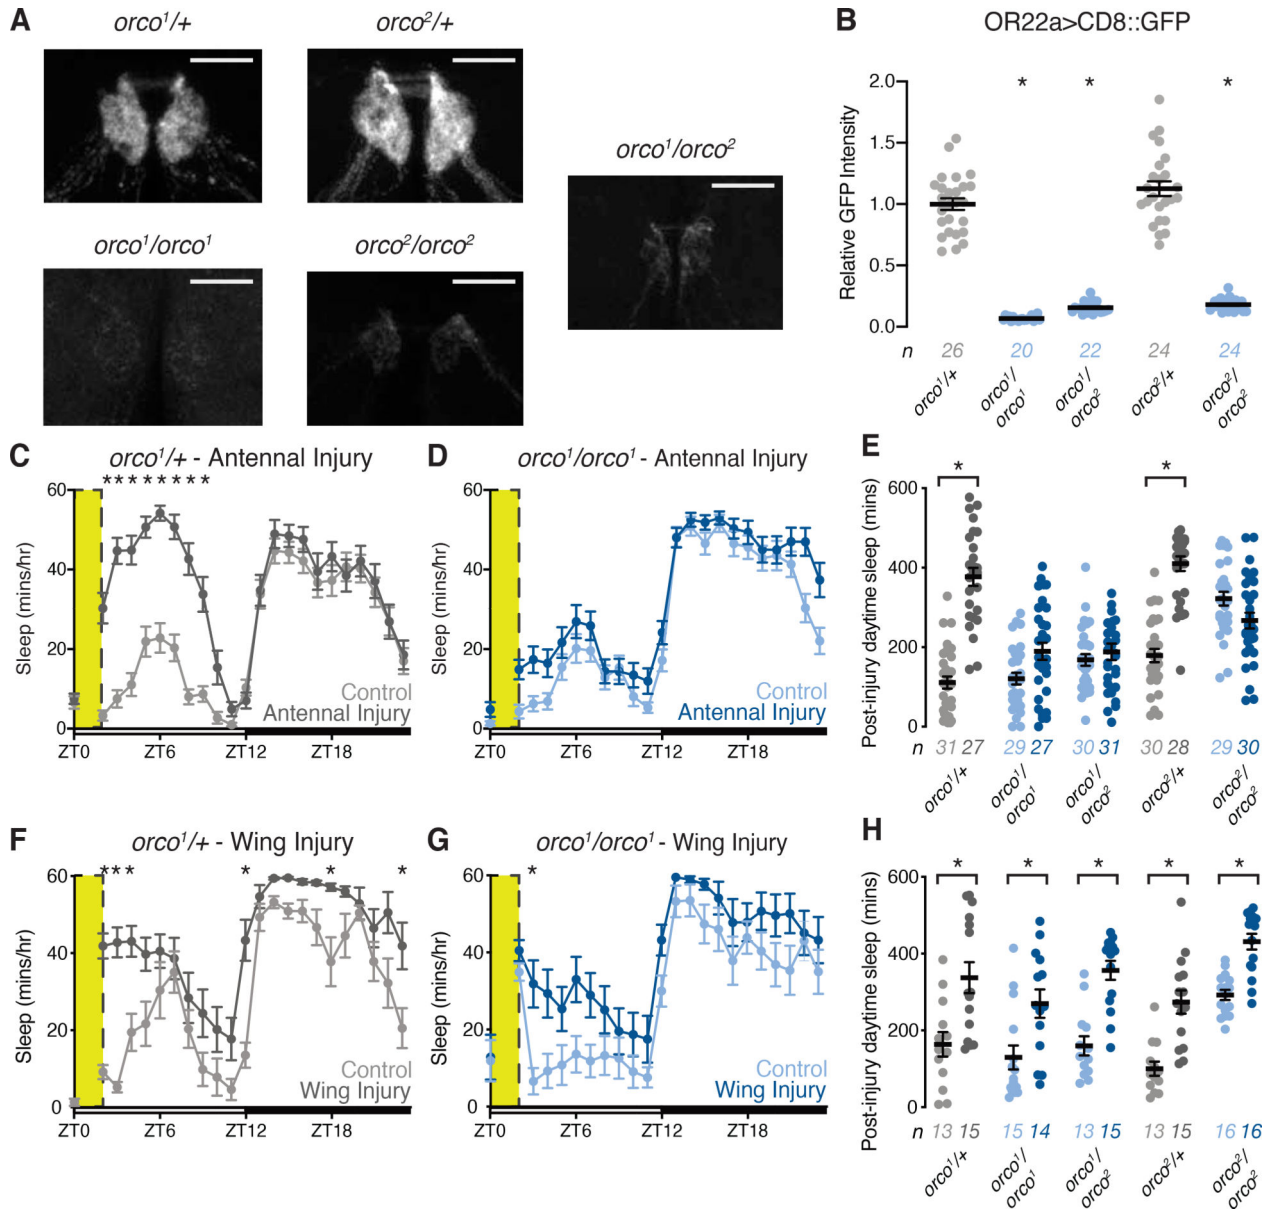 A
orco¹/+
orco²/+
orco¹/orco²
orco¹/orco¹
orco²/orco²
B
OR22a>CD8::GFP
Relative GFP Intensity
2.0
1.5
1.0
0.5
0.0
* * *
n 26 20 22 24 24
orco¹/+
orco¹/
orco¹
orco¹/
orco²
orco²/+
orco²/
orco²
C
orco¹/+ - Antennal Injury
*********
Sleep (mins/hr)
60
40
20
0
Control
Antennal Injury
ZT0 ZT6 ZT12 ZT18
D
orco¹/orco¹ - Antennal Injury
Sleep (mins/hr)
60
40
20
0
Control
Antennal Injury
ZT0 ZT6 ZT12 ZT18
E
Post-injury daytime sleep (mins)
600
400
200
0
* *
n 31 27 29 27 30 31 30 28 29 30
orco¹/+
orco¹/
orco¹
orco¹/
orco²
orco²/+
orco²/
orco²
F
orco¹/+ - Wing Injury
*** * * *
Sleep (mins/hr)
60
40
20
0
Control
Wing Injury
ZT0 ZT6 ZT12 ZT18
G
orco¹/orco¹ - Wing Injury
*
Sleep (mins/hr)
60
40
20
0
Control
Wing Injury
ZT0 ZT6 ZT12 ZT18
H
Post-injury daytime sleep (mins)
600
400
200
0
* * * * *
n 13 15 15 14 13 15 13 15 16 16
orco¹/+
orco¹/
orco¹
orco¹/
orco²
orco²/+
orco²/
orco²